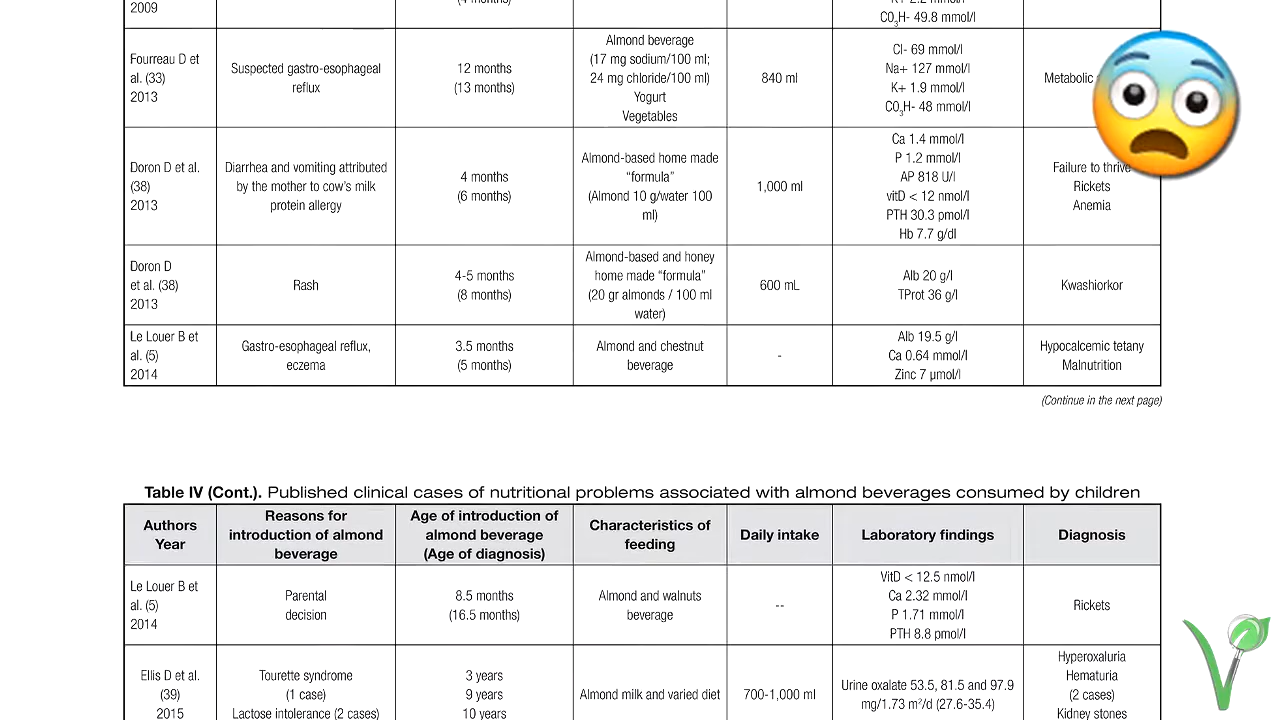 2009
CO3H- 49.8 mmol/l
Fourreau D et
al. (33)
2013
Suspected gastro-esophageal
reflux
12 months
(13 months)
Almond beverage
(17 mg sodium/100 ml;
24 mg chloride/100 ml)
Yogurt
Vegetables
840 ml
Cl- 69 mmol/l
Na+ 127 mmol/l
K+ 1.9 mmol/l
CO3H- 48 mmol/l
Metabolic
Doron D et al.
(38)
2013
Diarrhea and vomiting attributed
by the mother to cow's milk
protein allergy
4 months
(6 months)
Almond-based home made
"formula"
(Almond 10 g/water 100
ml)
1,000 ml
Ca 1.4 mmol/l
P 1.2 mmol/l
AP 818 U/l
vitD < 12 nmol/l
PTH 30.3 pmol/l
Hb 7.7 g/dl
Failure to thrive
Rickets
Anemia
Doron D
et al. (38)
2013
Rash
4-5 months
(8 months)
Almond-based and honey
home made "formula"
(20 gr almonds / 100 ml
water)
600 mL
Alb 20 g/l
TProt 36 g/l
Kwashiorkor
Le Louer B et
al. (5)
2014
Gastro-esophageal reflux,
eczema
3.5 months
(5 months)
Almond and chestnut
beverage
-
Alb 19.5 g/l
Ca 0.64 mmol/l
Zinc 7 µmol/l
Hypocalcemic tetany
Malnutrition
(Continue in the next page)
Table IV (Cont.). Published clinical cases of nutritional problems associated with almond beverages consumed by children
Authors
Year
Reasons for
introduction of almond
beverage
Age of introduction of
almond beverage
(Age of diagnosis)
Characteristics of
feeding
Daily intake
Laboratory findings
Diagnosis
Le Louer B et
al. (5)
2014
Parental
decision
8.5 months
(16.5 months)
Almond and walnuts
beverage
--
VitD < 12.5 nmol/l
Ca 2.32 mmol/l
P 1.71 mmol/l
PTH 8.8 pmol/l
Rickets
Ellis D et al.
(39)
2015
Tourette syndrome
(1 case)
Lactose intolerance (2 cases)
3 years
9 years
10 years
Almond milk and varied diet
700-1,000 ml
Urine oxalate 53.5, 81.5 and 97.9
mg/1.73 m²/d (27.6-35.4)
Hyperoxaluria
Hematuria
(2 cases)
Kidney stones